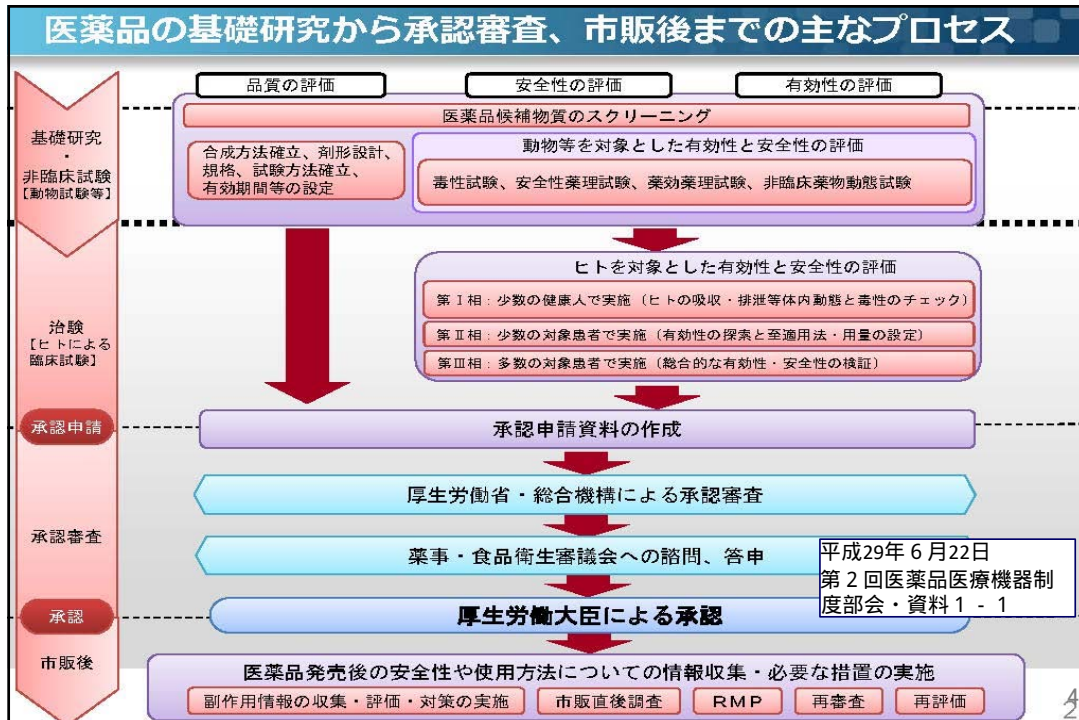 医薬品の基礎研究から承認審査、市販後までの主なプロセス
品質の評価
安全性の評価
有効性の評価
基礎研究
・
非臨床試験
【動物試験等】
医薬品候補物質のスクリーニング
合成方法確立、剤形設計、
規格、試験方法確立、
有効期間等の設定
動物等を対象とした有効性と安全性の評価
毒性試験、安全性薬理試験、薬効薬理試験、非臨床薬物動態試験
治験
【ヒトによる
臨床試験】
ヒトを対象とした有効性と安全性の評価
第Ⅰ相：少数の健康人で実施（ヒトの吸収・排泄等体内動態と毒性のチェック）
第Ⅱ相：少数の対象患者で実施（有効性の探索と至適用法・用量の設定）
第Ⅲ相：多数の対象患者で実施（総合的な有効性・安全性の検証）
承認申請
承認申請資料の作成
承認審査
厚生労働省・総合機構による承認審査
薬事・食品衛生審議会への諮問、答申
平成29年６月22日
第２回医薬品医療機器制
度部会・資料１‐１
承認
厚生労働大臣による承認
市販後
医薬品発売後の安全性や使用方法についての情報収集・必要な措置の実施
副作用情報の収集・評価・対策の実施
市販直後調査
ＲＭＰ
再審査
再評価
4
2